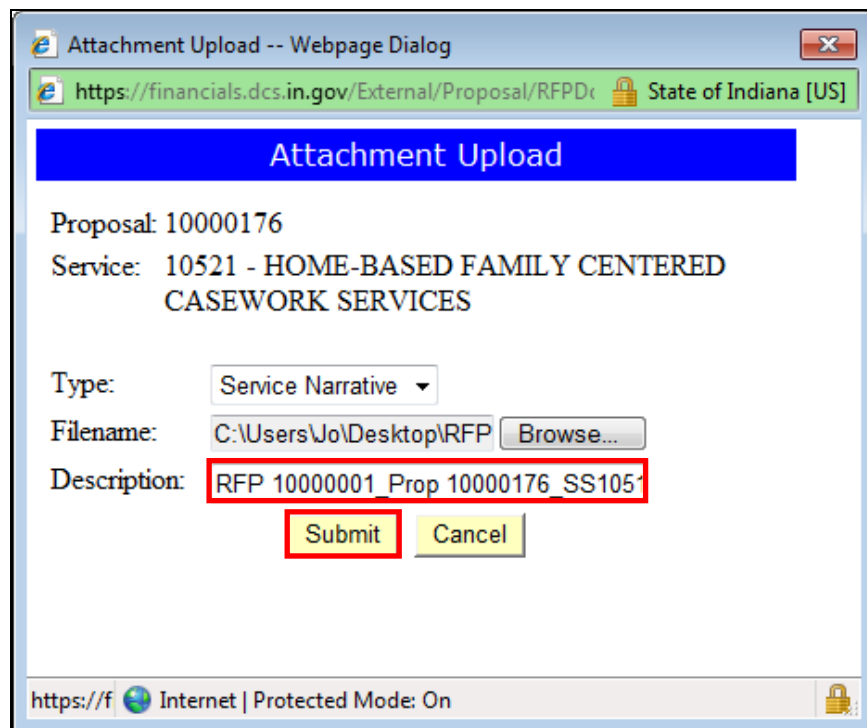 Attachment Upload -- Webpage Dialog
https://financials.dcs.in.gov/External/Proposal/RFPDo State of Indiana [US]
Attachment Upload
Proposal: 10000176
Service: 10521 - HOME-BASED FAMILY CENTERED
CASEWORK SERVICES
Type: Service Narrative
Filename: C:\Users\Jo\Desktop\RFP Browse...
Description: RFP 10000001_Prop 10000176_SS1051
Submit Cancel
https://f Internet | Protected Mode: On